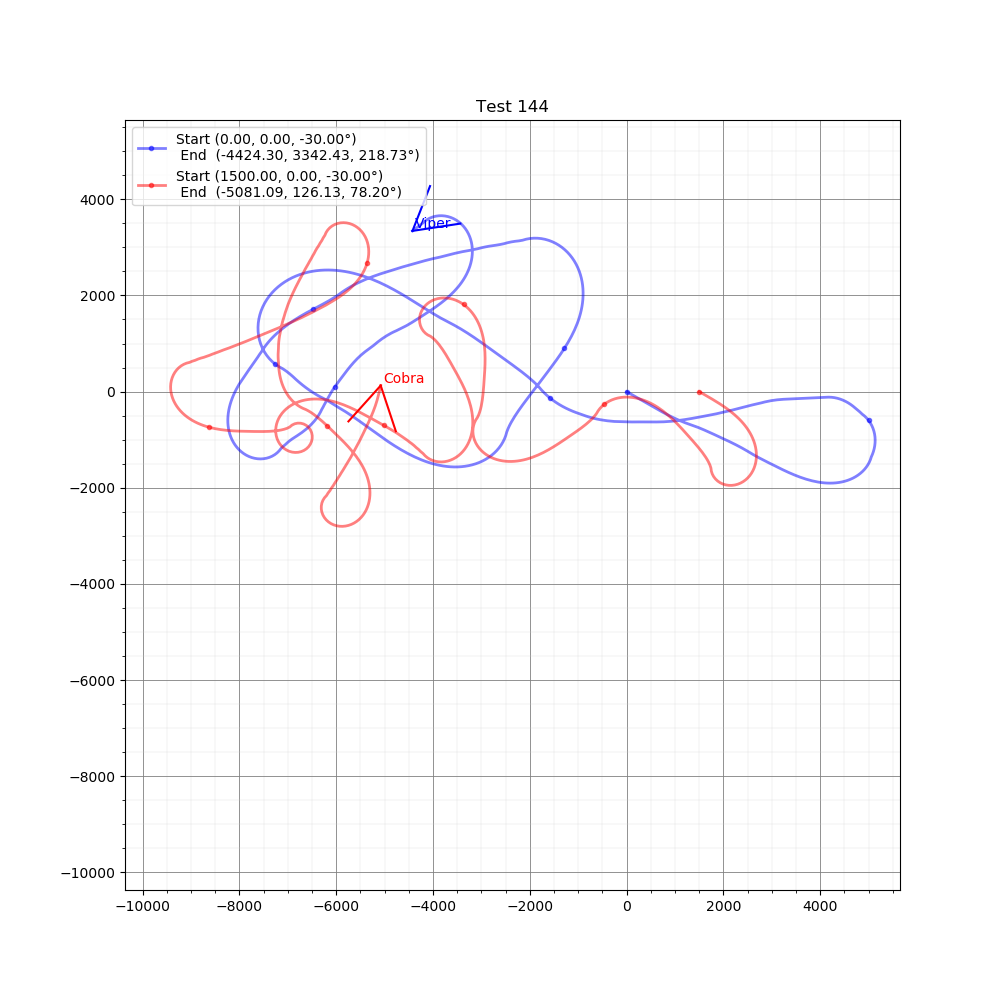 Test 144
Start (0.00, 0.00, -30.00°)
End  (-4424.30, 3342.43, 218.73°)
Start (1500.00, 0.00, -30.00°)
End  (-5081.09, 126.13, 78.20°)
Viper
Cobra
4000
2000
0
−2000
−4000
−6000
−8000
−10000
−10000 −8000 −6000 −4000 −2000 0 2000 4000